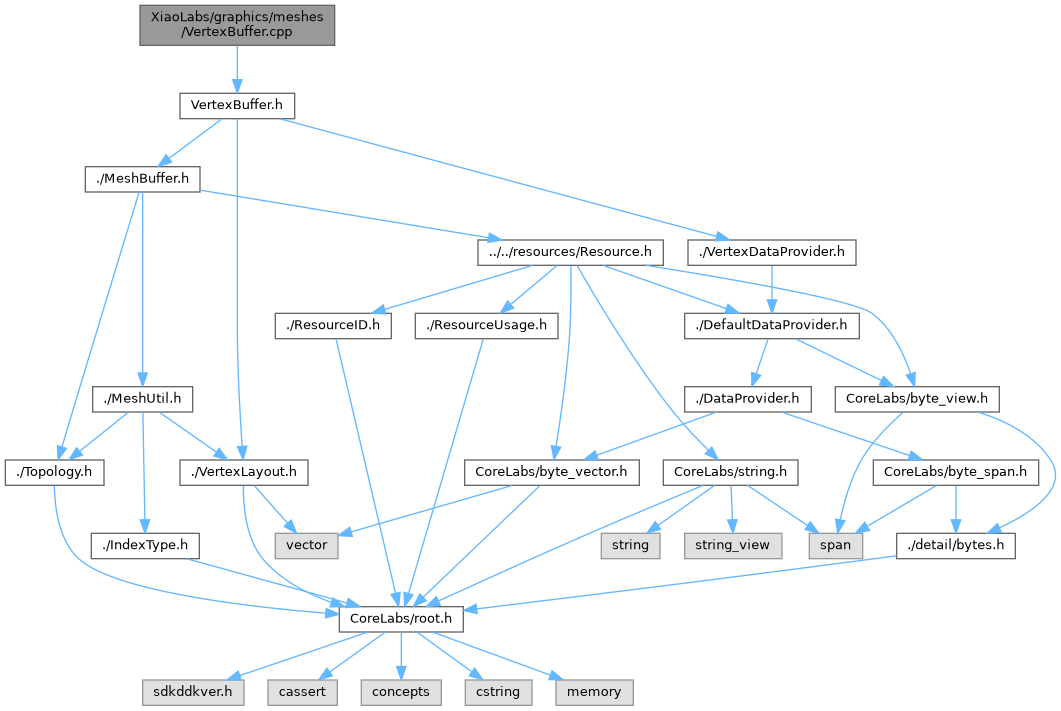 XiaoLabs/graphics/meshes
/VertexBuffer.cpp
VertexBuffer.h
./MeshBuffer.h
../../resources/Resource.h
./VertexDataProvider.h
./ResourceID.h
./ResourceUsage.h
./DefaultDataProvider.h
./MeshUtil.h
./DataProvider.h
CoreLabs/byte_view.h
./Topology.h
./VertexLayout.h
CoreLabs/byte_vector.h
CoreLabs/string.h
CoreLabs/byte_span.h
./IndexType.h
vector
string
string_view
span
./detail/bytes.h
CoreLabs/root.h
sdkddkver.h
cassert
concepts
cstring
memory